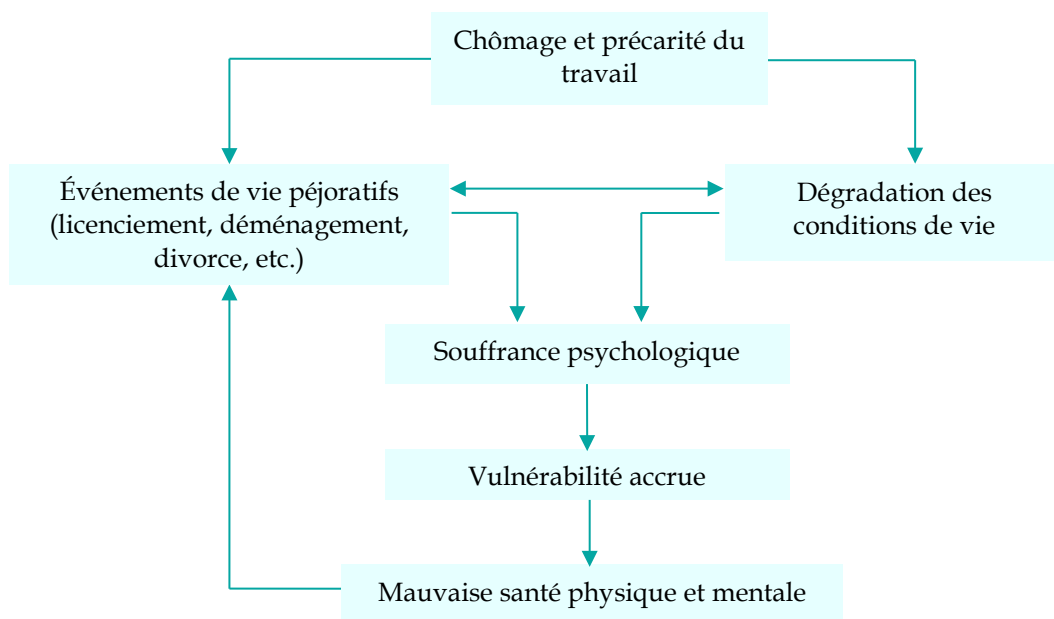 Chômage et précarité du
travail
Événements de vie péjoratifs
(licenciement, déménagement,
divorce, etc.)
Dégradation des
conditions de vie
Souffrance psychologique
Vulnérabilité accrue
Mauvaise santé physique et mentale